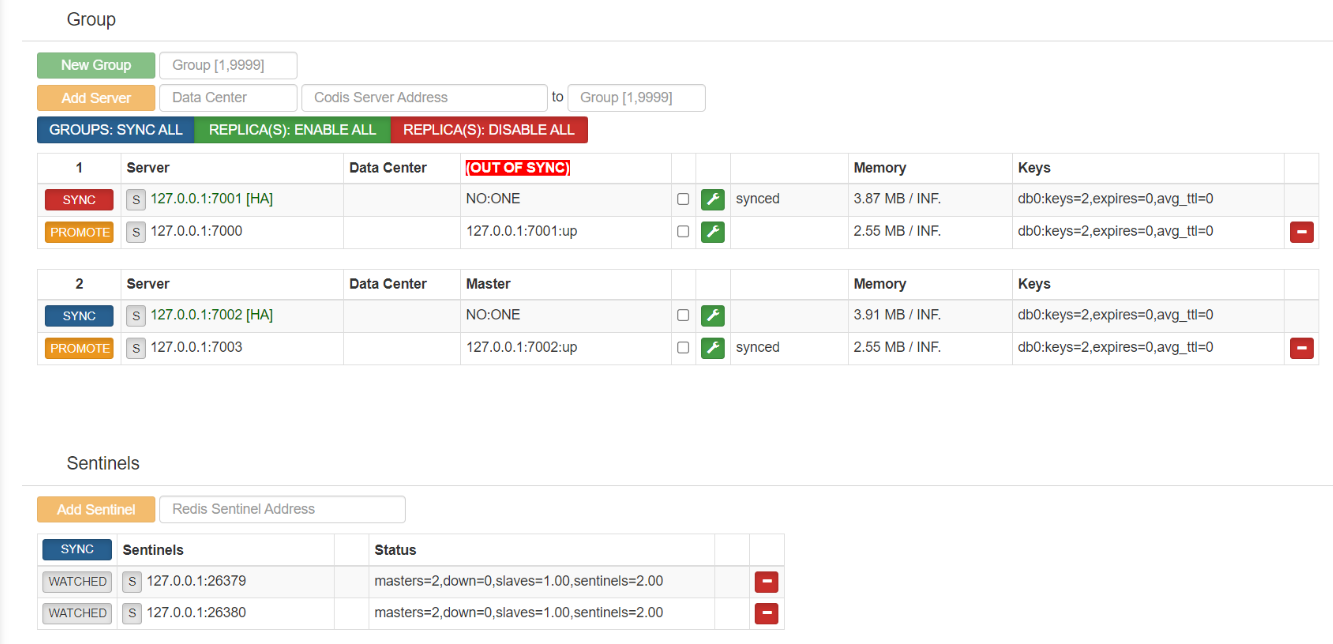 Group
New Group Group [1,9999]
Add Server Data Center Codis Server Address to Group [1,9999]
GROUPS: SYNC ALL REPLICA(S): ENABLE ALL REPLICA(S): DISABLE ALL
1 Server Data Center (OUT OF SYNC) Memory Keys
SYNC S 127.0.0.1:7001 [HA] NO:ONE synced 3.87 MB / INF. db0:keys=2,expires=0,avg_ttl=0
PROMOTE S 127.0.0.1:7000 127.0.0.1:7001:up 2.55 MB / INF. db0:keys=2,expires=0,avg_ttl=0
2 Server Data Center Master Memory Keys
SYNC S 127.0.0.1:7002 [HA] NO:ONE 3.91 MB / INF. db0:keys=2,expires=0,avg_ttl=0
PROMOTE S 127.0.0.1:7003 127.0.0.1:7002:up synced 2.55 MB / INF. db0:keys=2,expires=0,avg_ttl=0
Sentinels
Add Sentinel Redis Sentinel Address
SYNC Sentinels Status
WATCHED S 127.0.0.1:26379 masters=2,down=0,slaves=1.00,sentinels=2.00
WATCHED S 127.0.0.1:26380 masters=2,down=0,slaves=1.00,sentinels=2.00